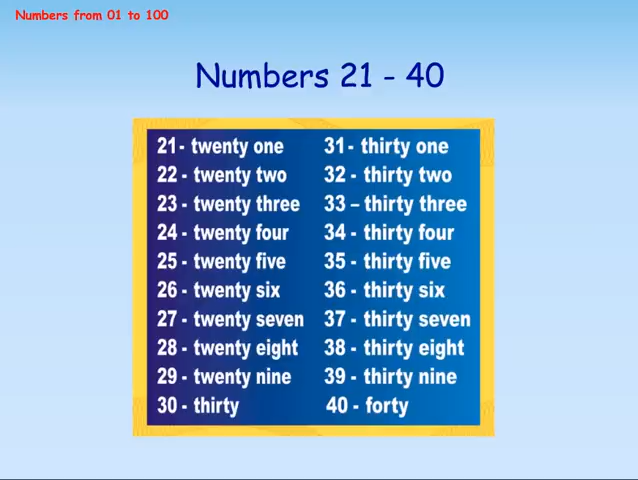 Numbers from 01 to 100
Numbers 21 - 40
21- twenty one
22 - twenty two
23 - twenty three
24 - twenty four
25 - twenty five
26 - twenty six
27 - twenty seven
28 - twenty eight
29 - twenty nine
30 - thirty
31- thirty one
32 - thirty two
33 – thirty three
34 - thirty four
35 - thirty five
36 - thirty six
37 - thirty seven
38 - thirty eight
39 - thirty nine
40 - forty